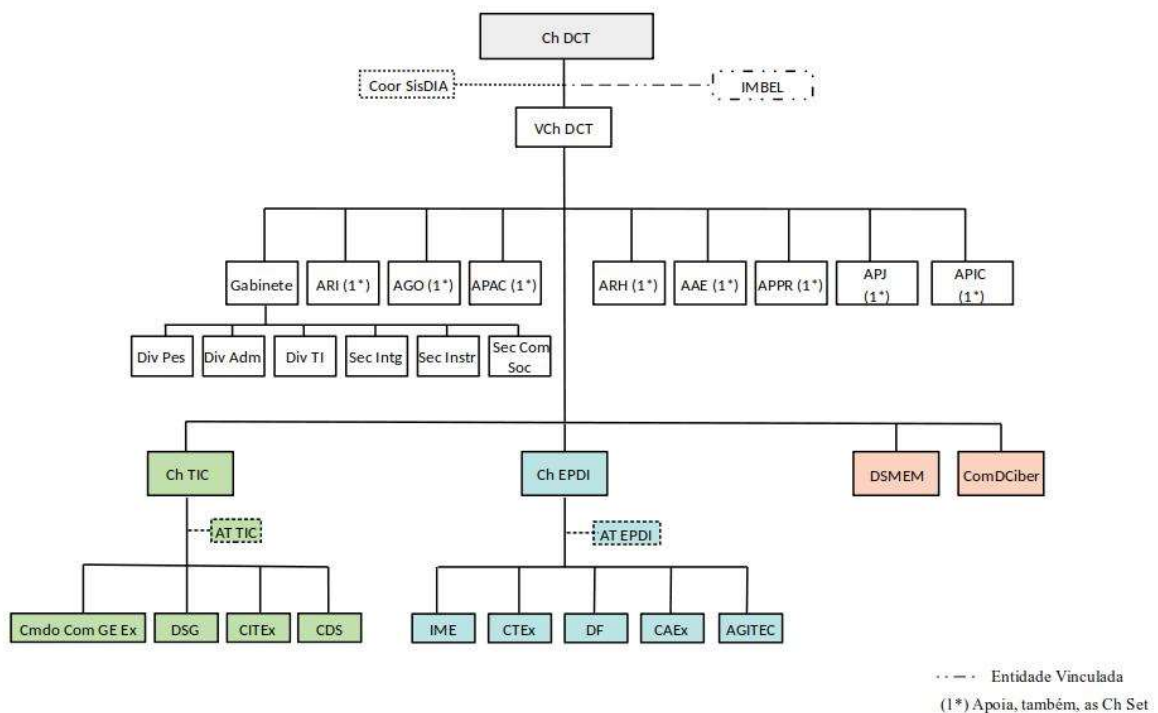 Ch DCT
Coor SisDIA
IMBEL
VCh DCT
Gabinete
ARI (1*)
AGO (1*)
APAC (1*)
ARH (1*)
AAE (1*)
APPR (1*)
APJ
(1*)
APIC
(1*)
Div Pes
Div Adm
Div TI
Sec Intg
Sec Instr
Sec Com
Soc
Ch TIC
Ch EPDI
DSMEM
ComDCiber
AT TIC
AT EPDI
Cmdo Com GE Ex
DSG
CITEx
CDS
IME
CTEx
DF
CAEx
AGITEC
Entidade Vinculada
(1*) Apoia, também, as Ch Set